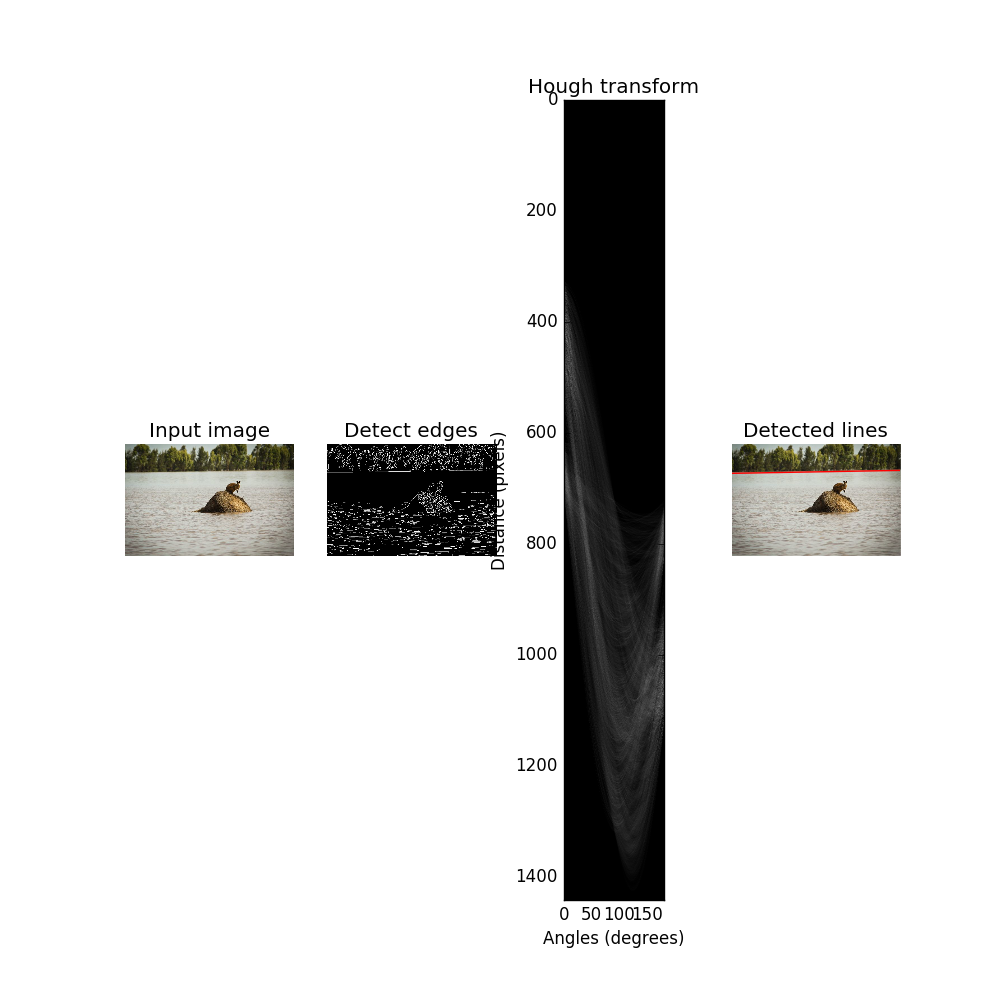 Input image
Detect edges
Hough transform
0
200
400
600
800
1000
1200
1400
Distance (pixels)
0 50 100 150
Angles (degrees)
Detected lines